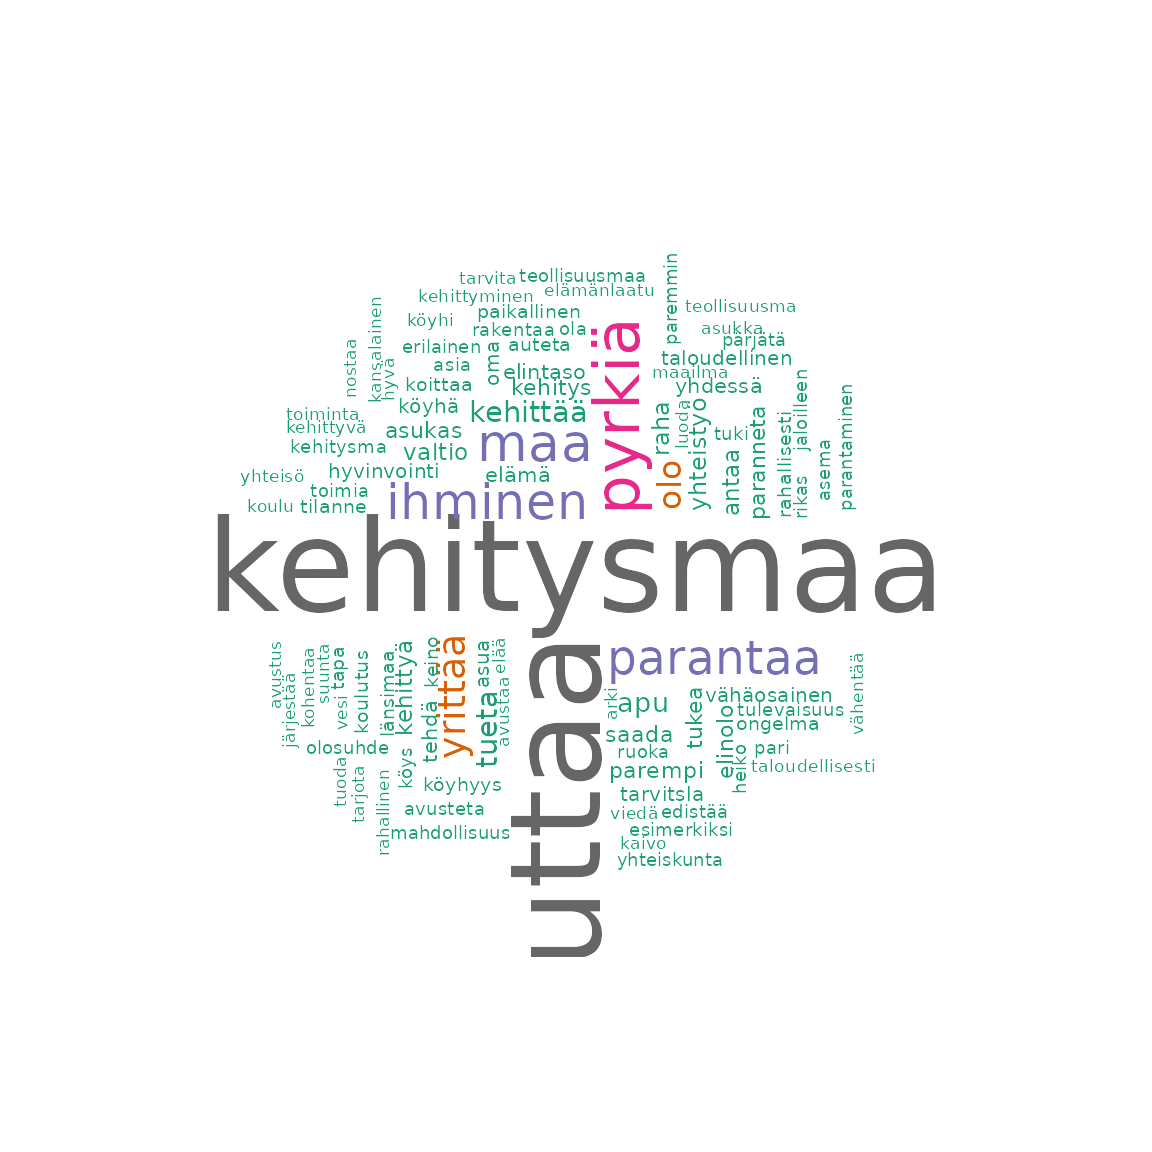 paremmin
tarvita
teollisuusmaa
elämänlaatu
kehittyminen
kansalainen
teollisuusma
paikallinen
köyhi
pyrkiä
asukka
rakentaa
ola
pärjätä
nostaa
erilainen
oma
auteta
taloudellinen
hyvä
asia
elintaso
maailma
jaloilleen
koittaa
kehitys
yhdessä
parantaminen
köyhä
kehittää
raha
luoda
yhteistyö
paranneta
rahallisesti
toiminta
kehittyvä
asukas
maa
tuki
asema
kehitysma
valtio
antaa
hyvinvointi
elämä
olo
rikas
yhteisö
toimia
ihminen
koulu
tilanne
kehitysmaa
avustus
kohentaa
suunta
tapa
koulutus
länsimaa
kehittyä
keino
yrittää
asua
elää
uttaa
parantaa
vähentää
järjestää
vesi
tehdä
tueta
avustaa
arki
apu
tukea
vähäosainen
elinolo
tulevaisuus
ongelma
olosuhde
saada
ruoka
heiko
pari
tuoda
tarjota
rahallinen
köys
köyhyys
parempi
taloudellisesti
avusteta
tarvitsla
viedä
edistää
mahdollisuus
esimerkiksi
kaivo
yhteiskunta